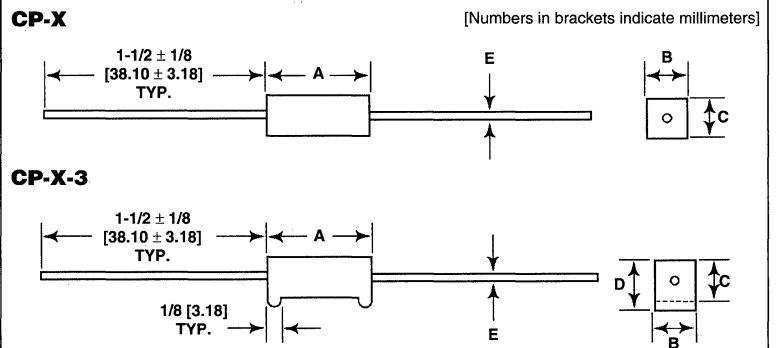 CP-X
[Numbers in brackets indicate millimeters]
1-1/2 ± 1/8
[38.10 ± 3.18]
TYP.
A
E
B
C
CP-X-3
1-1/2 ± 1/8
[38.10 ± 3.18]
TYP.
A
D
C
1/8 [3.18]
TYP.
E
B